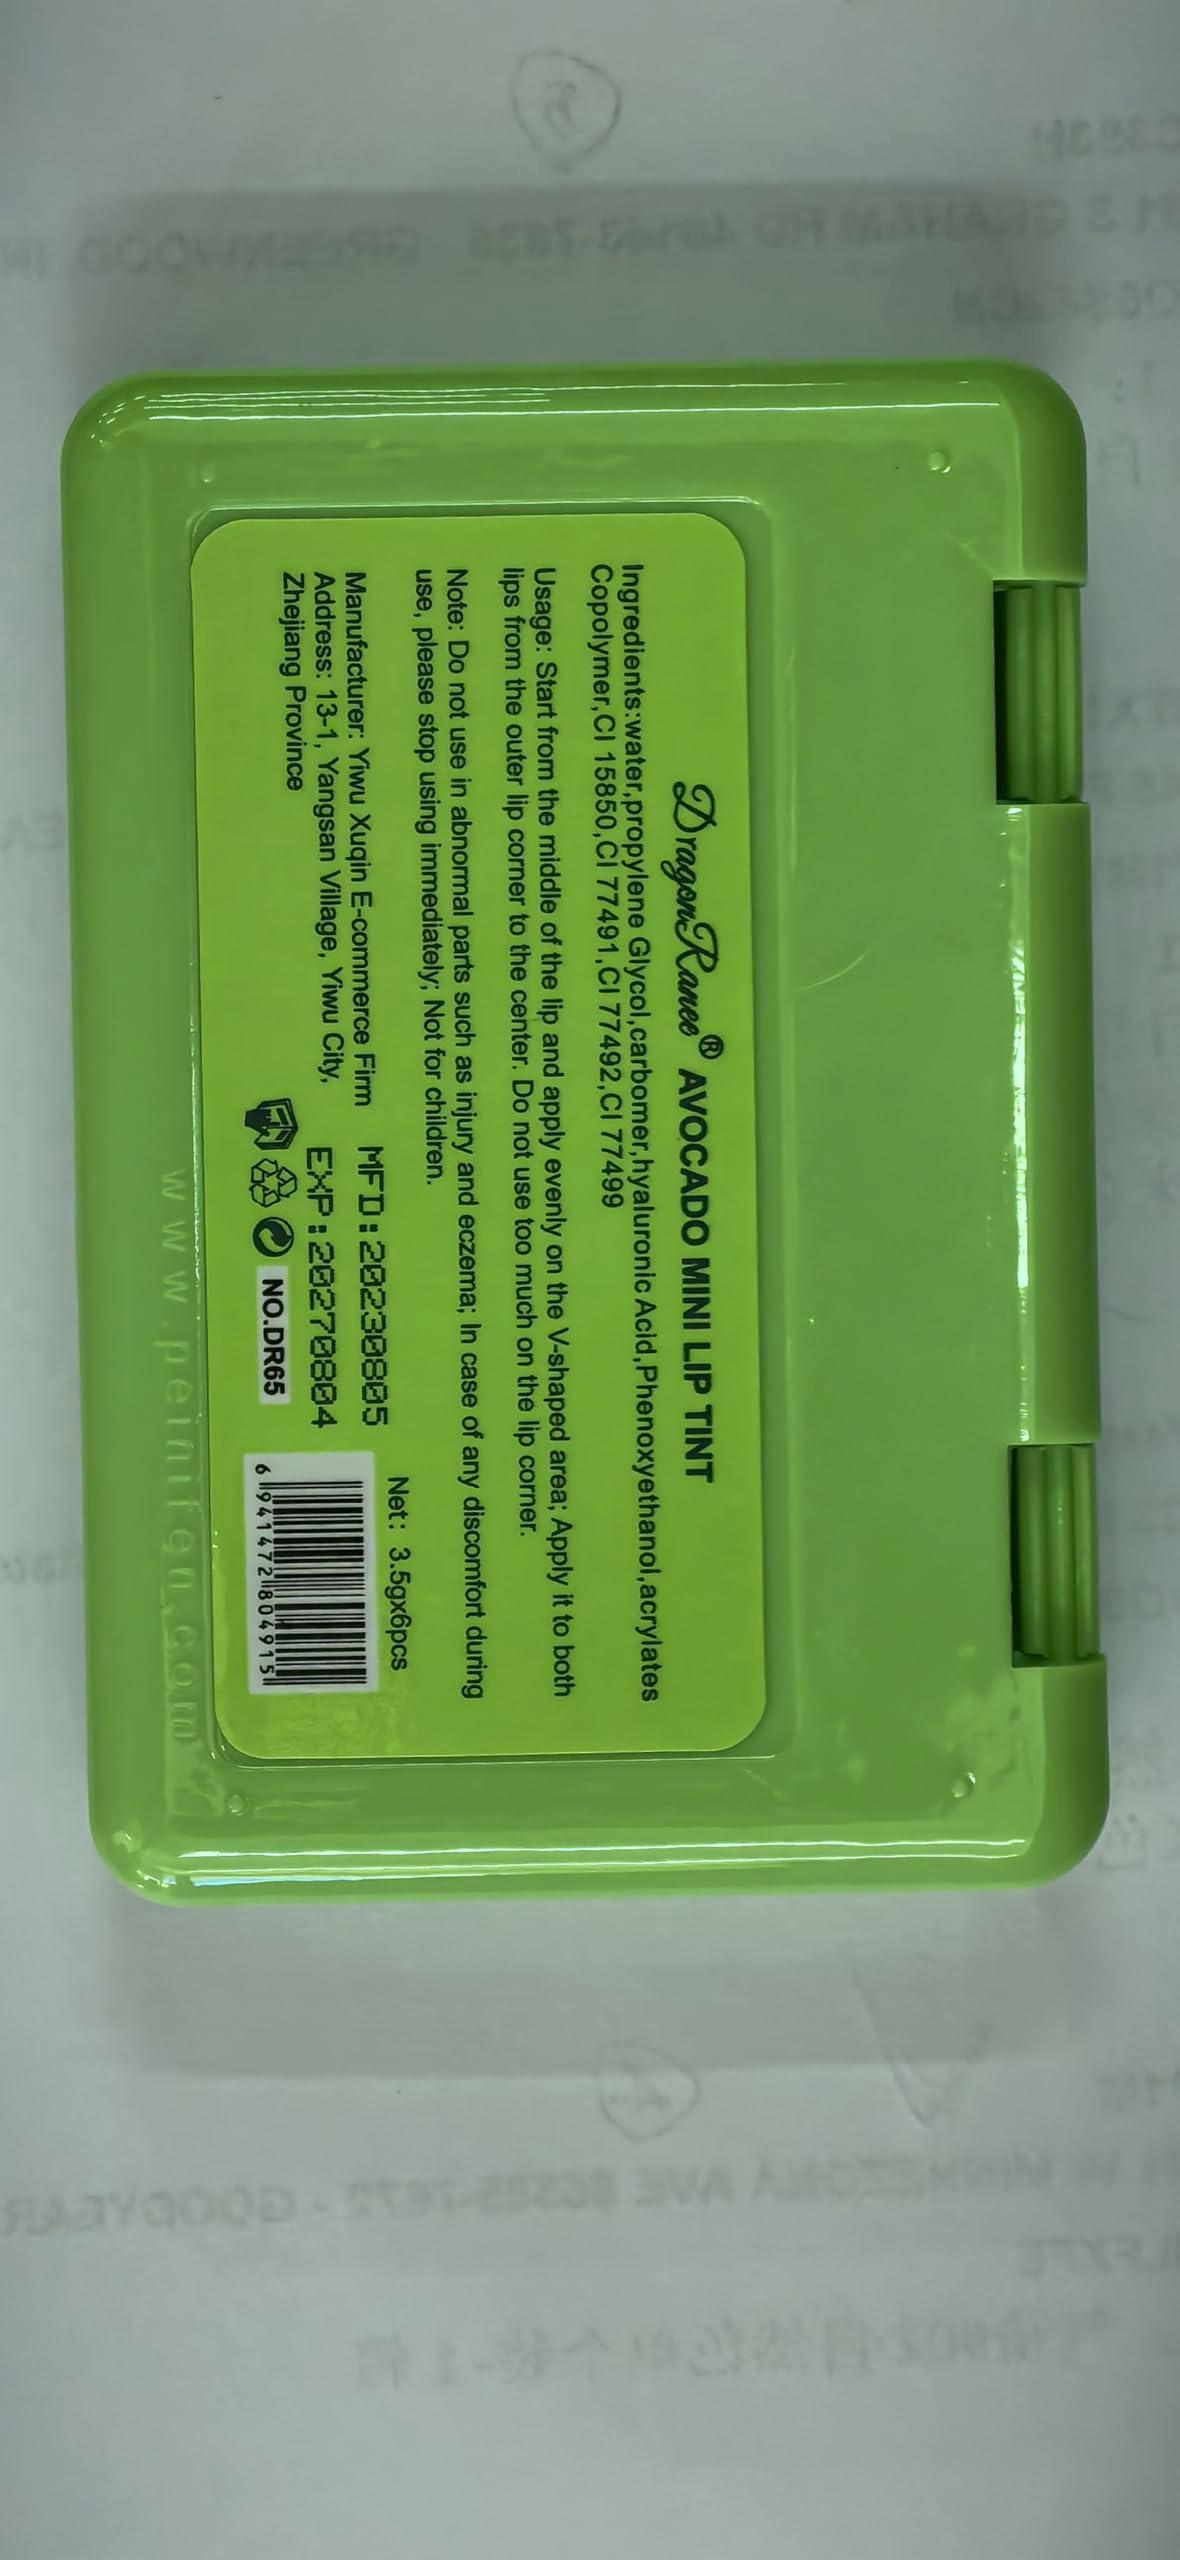 DragonRanee® AVOCADO MINI LIP TINT
Ingredients:water,propylene Glycol,carbomer,hyaluronic Acid,Phenoxyethanol,acrylates
Copolymer,CI 15850,CI 77491,CI 77492,CI 77499
Usage: Start from the middle of the lip and apply evenly on the V-shaped area; Apply it to both
lips from the outer lip corner to the center. Do not use too much on the lip corner.
Note: Do not use in abnormal parts such as injury and eczema; In case of any discomfort during
use, please stop using immediately; Not for children.
Manufacturer: Yiwu Xuqin E-commerce Firm
Address: 13-1, Yangsan Village, Yiwu City,
Zhejiang Province
MFD:20230805
EXP:20270804
NO.DR65
Net: 3.5gx6pcs
6 941472 804915
www.peinifen.com